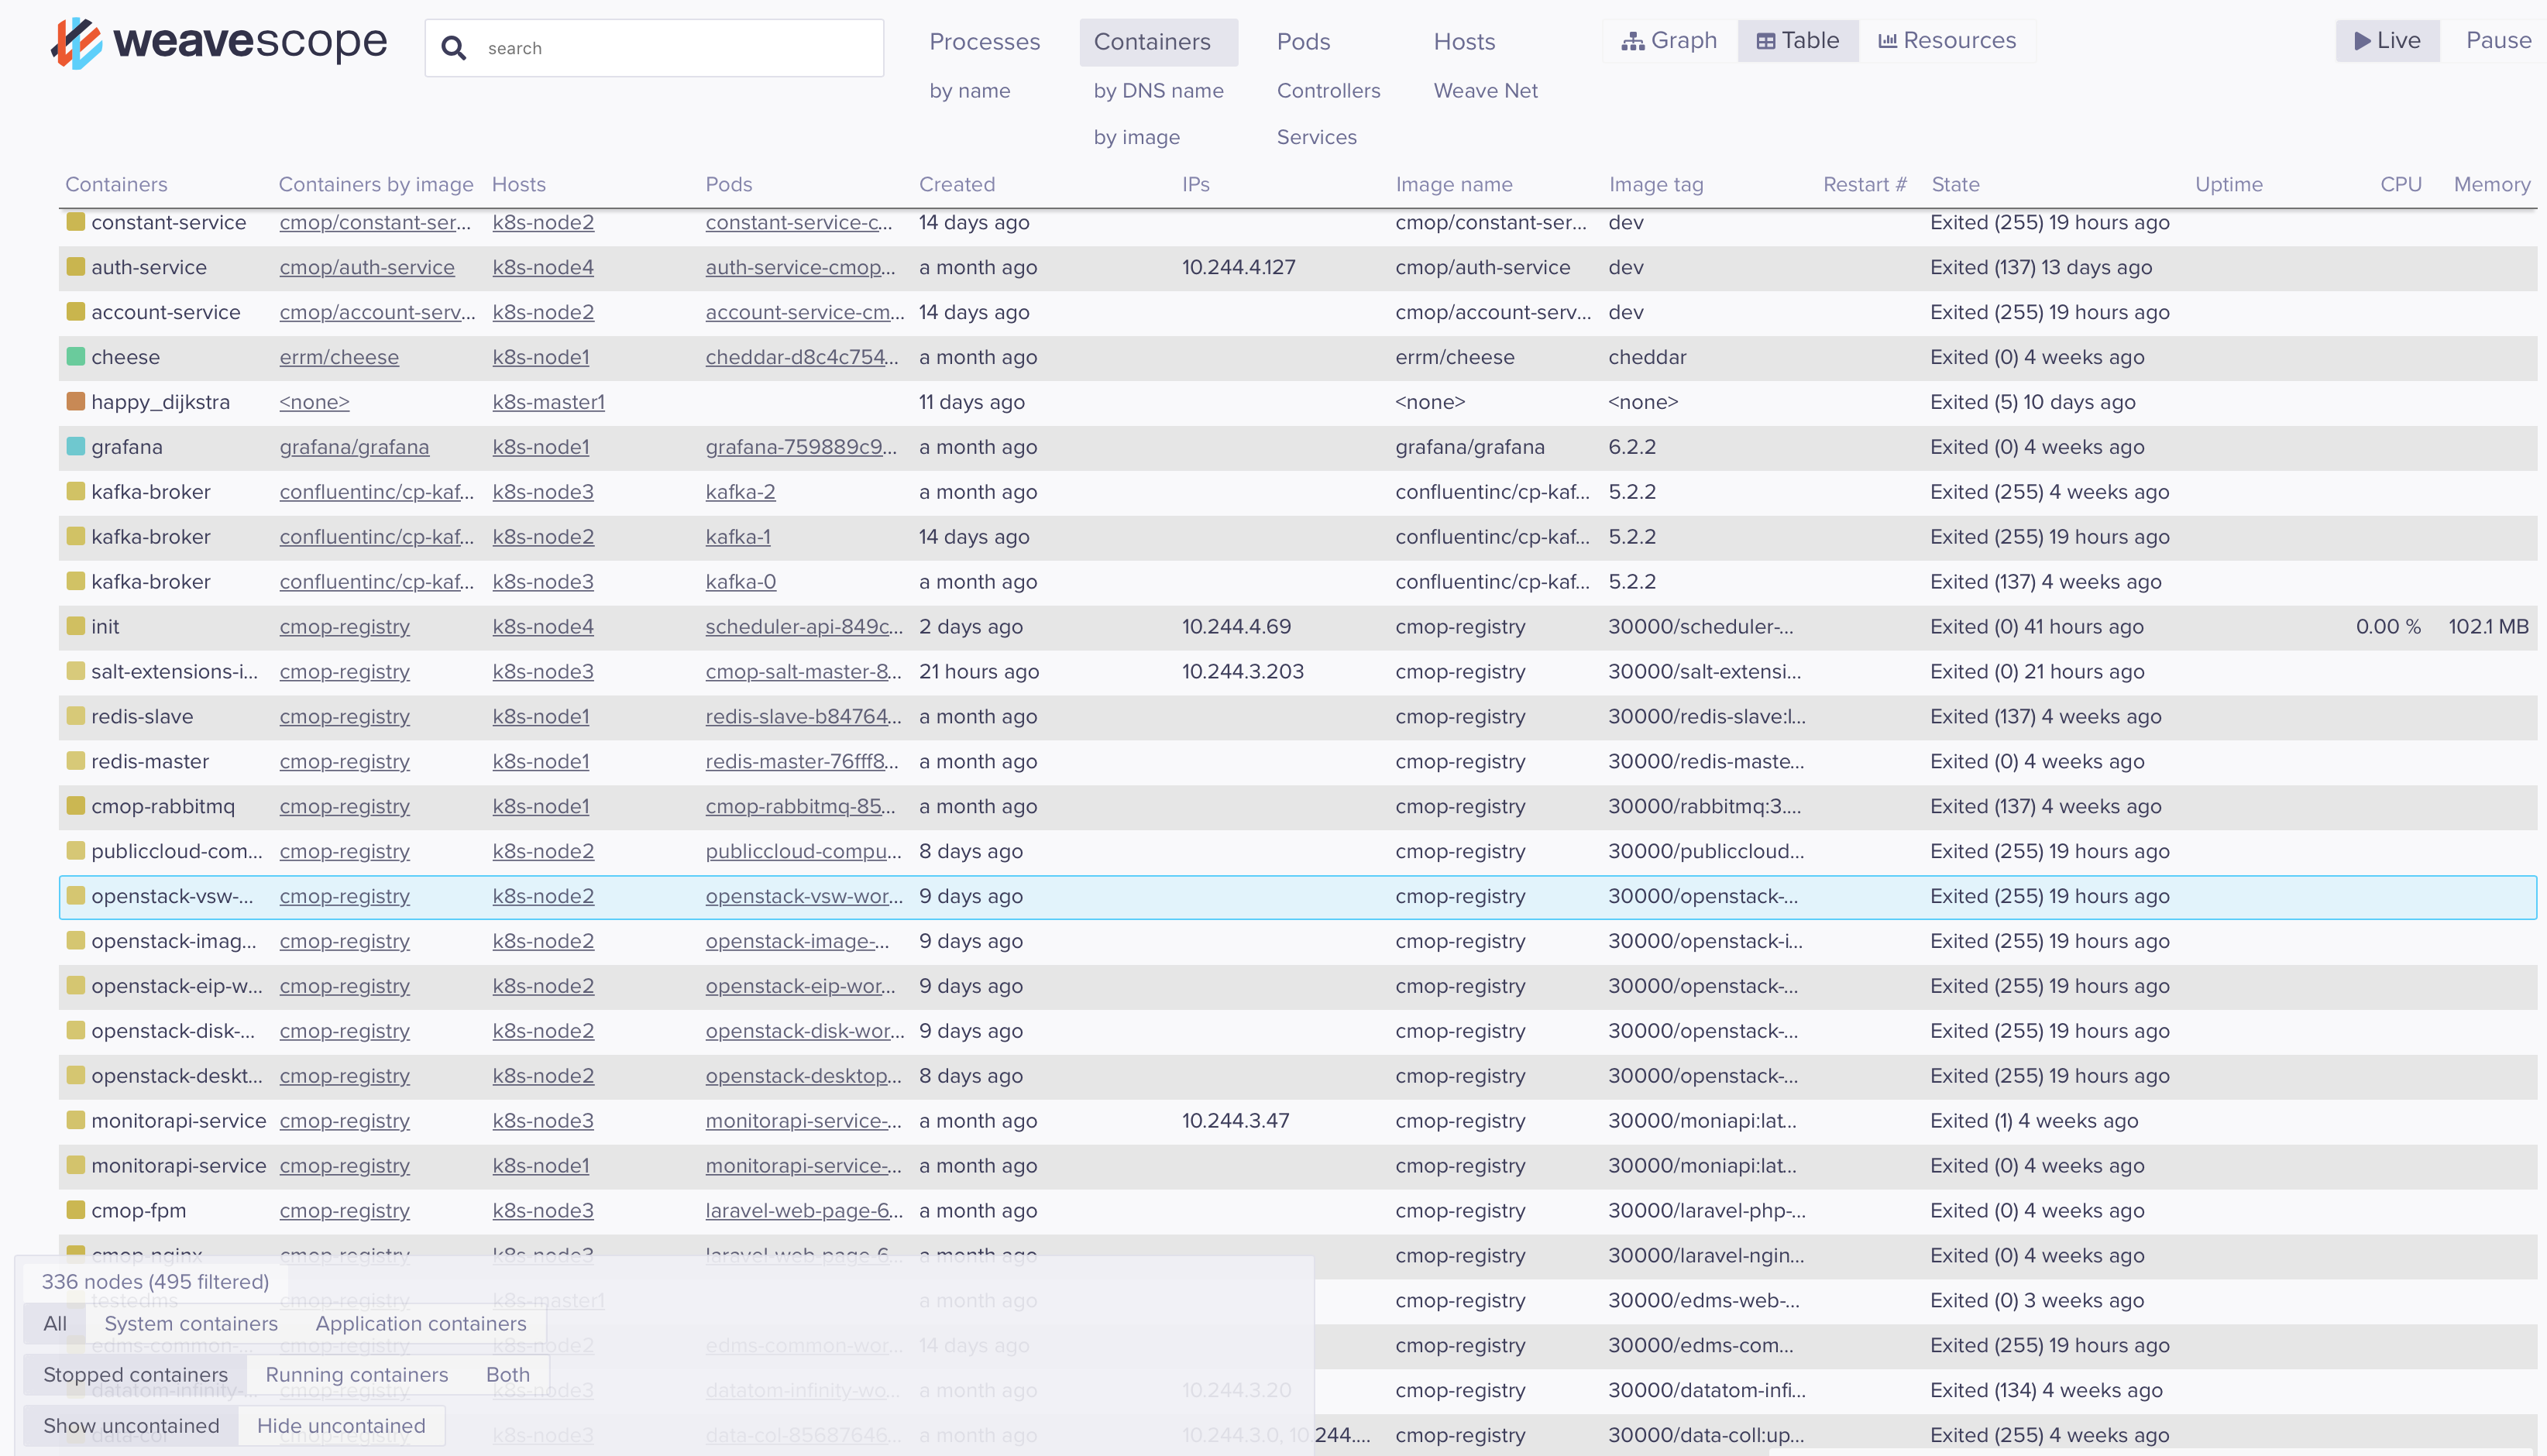 weavescope search Processes Containers Pods Hosts Graph Table Resources Live Pause
by name by DNS name Controllers Weave Net
by image Services
Containers Containers by image Hosts Pods Created IPs Image name Image tag Restart # State Uptime CPU Memory
constant-service cmop/constant-ser... k8s-node2 constant-service-c... 14 days ago cmop/constant-ser... dev Exited (255) 19 hours ago
auth-service cmop/auth-service k8s-node4 auth-service-cmop... a month ago 10.244.4.127 cmop/auth-service dev Exited (137) 13 days ago
account-service cmop/account-serv... k8s-node2 account-service-cm... 14 days ago cmop/account-serv... dev Exited (255) 19 hours ago
cheese errm/cheese k8s-node1 cheddar-d8c4c754... a month ago errm/cheese cheddar Exited (0) 4 weeks ago
happy_dijkstra <none> k8s-master1 11 days ago <none> <none> Exited (5) 10 days ago
grafana grafana/grafana k8s-node1 grafana-759889c9... a month ago grafana/grafana 6.2.2 Exited (0) 4 weeks ago
kafka-broker confluentinc/cp-kaf... k8s-node3 kafka-2 a month ago confluentinc/cp-kaf... 5.2.2 Exited (255) 4 weeks ago
kafka-broker confluentinc/cp-kaf... k8s-node2 kafka-1 14 days ago confluentinc/cp-kaf... 5.2.2 Exited (255) 19 hours ago
kafka-broker confluentinc/cp-kaf... k8s-node3 kafka-0 a month ago confluentinc/cp-kaf... 5.2.2 Exited (137) 4 weeks ago
init cmop-registry k8s-node4 scheduler-api-849c... 2 days ago 10.244.4.69 cmop-registry 30000/scheduler-... Exited (0) 41 hours ago 0.00 % 102.1 MB
salt-extensions-i... cmop-registry k8s-node3 cmop-salt-master-8... 21 hours ago 10.244.3.203 cmop-registry 30000/salt-extensi... Exited (0) 21 hours ago
redis-slave cmop-registry k8s-node1 redis-slave-b84764... a month ago cmop-registry 30000/redis-slave:l... Exited (137) 4 weeks ago
redis-master cmop-registry k8s-node1 redis-master-76fff8... a month ago cmop-registry 30000/redis-maste... Exited (0) 4 weeks ago
cmop-rabbitmq cmop-registry k8s-node1 cmop-rabbitmq-85... a month ago cmop-registry 30000/rabbitmq:3.... Exited (137) 4 weeks ago
publiccloud-com... cmop-registry k8s-node2 publiccloud-compu... 8 days ago cmop-registry 30000/publiccloud... Exited (255) 19 hours ago
openstack-vsw-... cmop-registry k8s-node2 openstack-vsw-wor... 9 days ago cmop-registry 30000/openstack-... Exited (255) 19 hours ago
openstack-imag... cmop-registry k8s-node2 openstack-image-... 9 days ago cmop-registry 30000/openstack-i... Exited (255) 19 hours ago
openstack-eip-w... cmop-registry k8s-node2 openstack-eip-wor... 9 days ago cmop-registry 30000/openstack-... Exited (255) 19 hours ago
openstack-disk-... cmop-registry k8s-node2 openstack-disk-wor... 9 days ago cmop-registry 30000/openstack-... Exited (255) 19 hours ago
openstack-deskt... cmop-registry k8s-node2 openstack-desktop... 8 days ago cmop-registry 30000/openstack-... Exited (255) 19 hours ago
monitorapi-service cmop-registry k8s-node3 monitorapi-service-... a month ago 10.244.3.47 cmop-registry 30000/moniapi:lat... Exited (1) 4 weeks ago
monitorapi-service cmop-registry k8s-node1 monitorapi-service-... a month ago cmop-registry 30000/moniapi:lat... Exited (0) 4 weeks ago
cmop-fpm cmop-registry k8s-node3 laravel-web-page-6... a month ago cmop-registry 30000/laravel-php-... Exited (0) 4 weeks ago
cmop-nginx cmop-registry k8s-node3 laravel-web-page-6... a month ago cmop-registry 30000/laravel-ngin... Exited (0) 4 weeks ago
336 nodes (495 filtered)
testedms cmop-registry k8s-master1 a month ago cmop-registry 30000/edms-web-... Exited (0) 3 weeks ago
All System containers Application containers
edms-common-... cmop-registry k8s-node2 edms-common-wor... 14 days ago cmop-registry 30000/edms-com... Exited (255) 19 hours ago
Stopped containers Running containers Both
datatom-infinity-... cmop-registry k8s-node3 datatom-infinity-wo... a month ago 10.244.3.20 cmop-registry 30000/datatom-infi... Exited (134) 4 weeks ago
Show uncontained Hide uncontained
data-col cmop-registry k8s-node3 data-col-85687646... a month ago 10.244.3.0, 10.244.... cmop-registry 30000/data-coll:up... Exited (255) 4 weeks ago